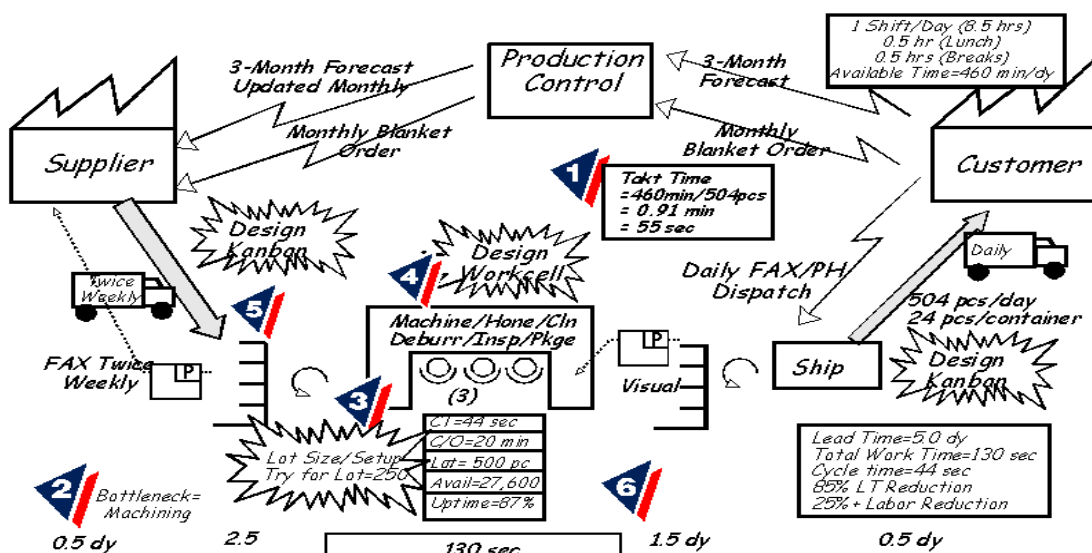 1 Shift/Day (8.5 hrs)
0.5 hr (Lunch)
0.5 hrs (Breaks)
Available Time=460 min/dy
Production
Control
3-Month Forecast
Updated Monthly
3-Month
Forecast
Monthly Blanket
Order
Monthly
Blanket Order
Supplier
Customer
1
Takt Time
=460min/504pcs
= 0.91 min
= 55 sec
Design
Kanban
Design
Workcell
4
Twice
Weekly
Daily
Daily FAX/PH
Dispatch
504 pcs/day
24 pcs/container
5
Machine/Hone/Cln
Deburr/Insp/Pkge
FAX Twice
Weekly
P
P
Visual
Ship
Design
Kanban
(3)
3
CT=44 sec
C/O=20 min
Lot= 500 pc
Avail=27,600
Uptime=87%
Lot Size/Setup
Try for Lot=250
Lead Time=5.0 dy
Total Work Time=130 sec
Cycle time=44 sec
85% LT Reduction
25%+ Labor Reduction
2
Bottleneck=
Machining
6
0.5 dy
2.5
130 sec
1.5 dy
0.5 dy